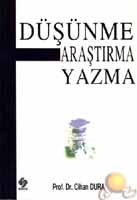 DÜŞÜNME
ARAŞTIRMA
YAZMA
Prof. Dr. Cihan DURA